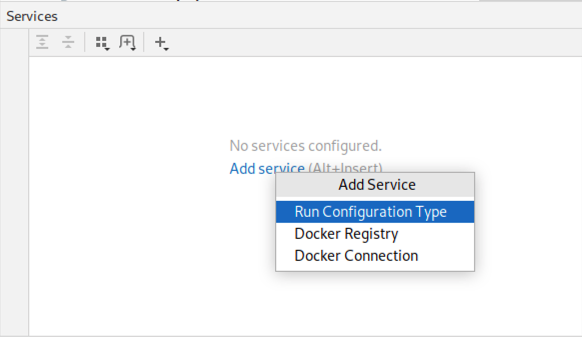 Services
No services configured.
Add service (Alt+Insert)
Add Service
Run Configuration Type
Docker Registry
Docker Connection